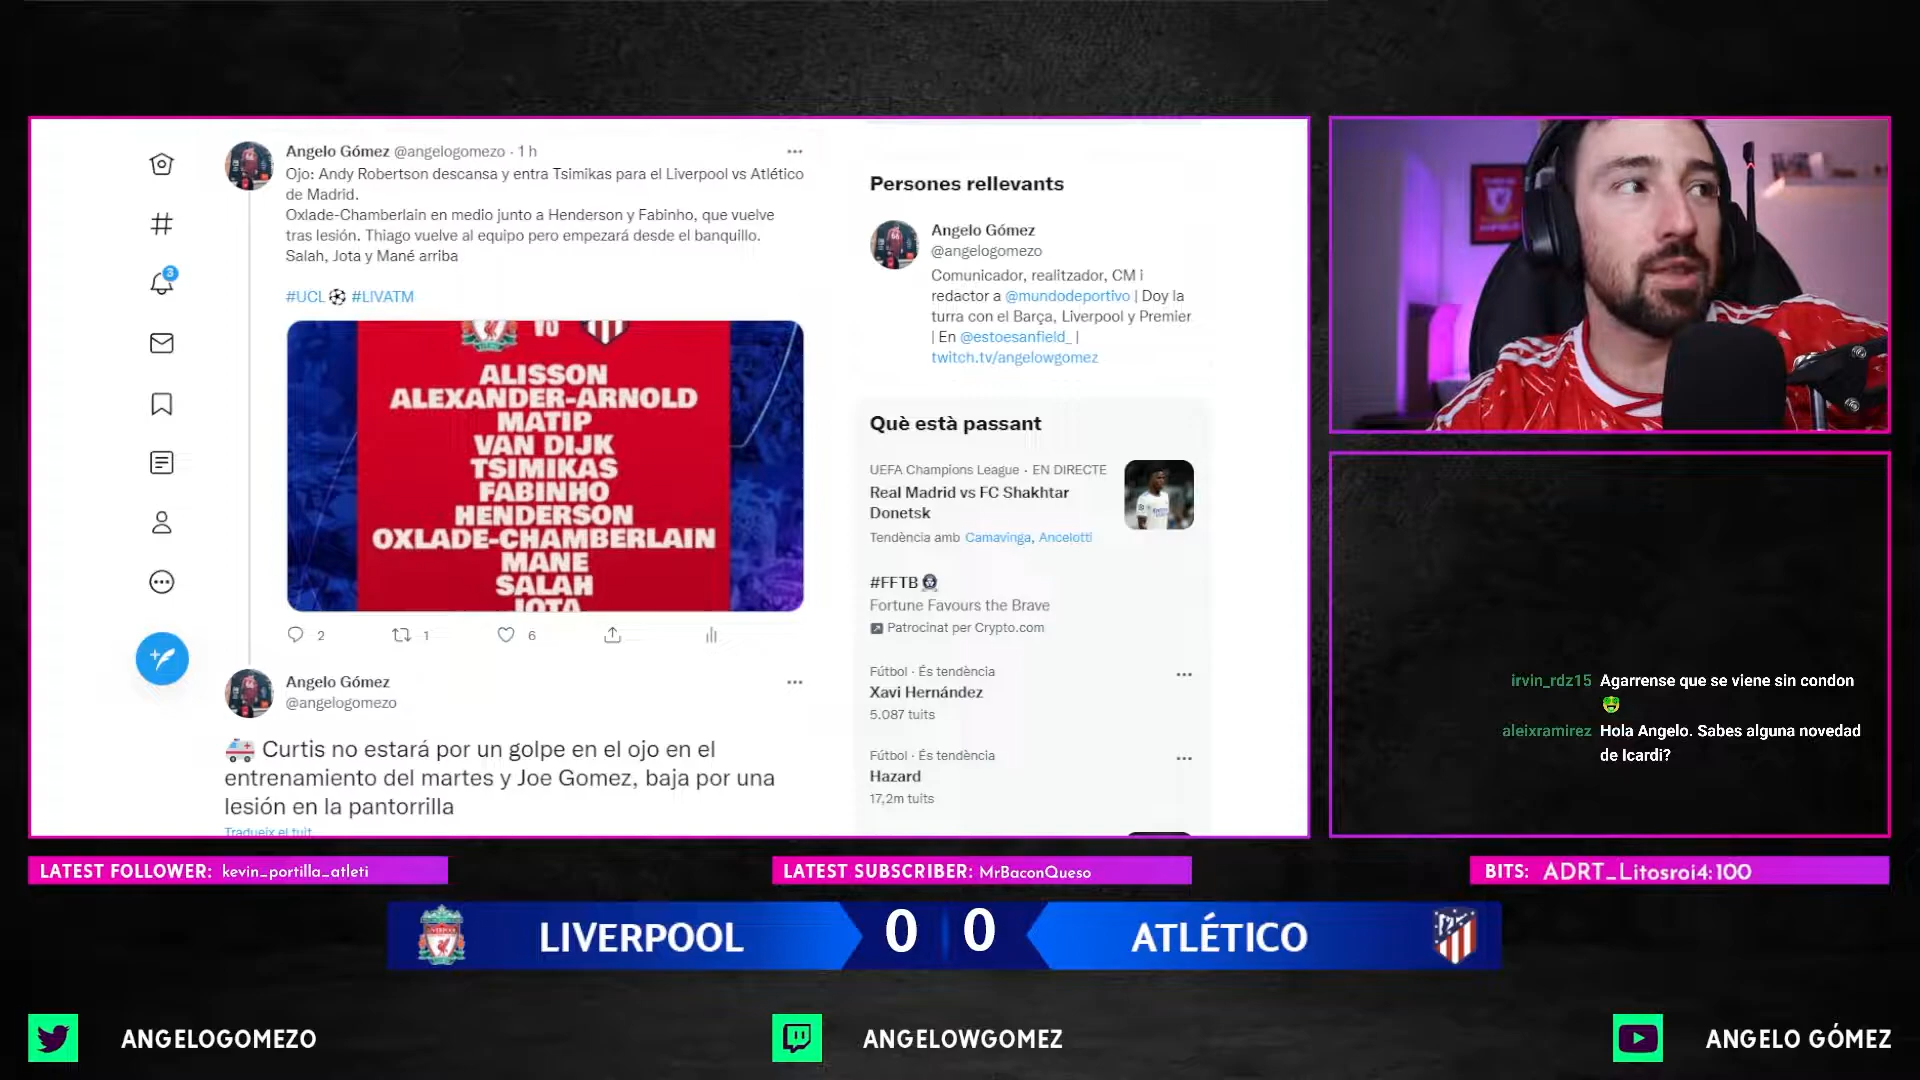 Angelo Gómez @angelogomezo · 1 h
Ojo: Andy Robertson descansa y entra Tsimikas para el Liverpool vs Atlético
de Madrid.
Oxlade-Chamberlain en medio junto a Henderson y Fabinho, que vuelve
tras lesión. Thiago vuelve al equipo pero empezará desde el banquillo.
Salah, Jota y Mané arriba
#UCL #LIVATM
VS
ALISSON
ALEXANDER-ARNOLD
MATIP
VAN DIJK
TSIMIKAS
FABINHO
HENDERSON
OXLADE-CHAMBERLAIN
MANE
SALAH
JOTA
2 1 6
3
Angelo Gómez
@angelogomezo
Curtis no estará por un golpe en el ojo en el
entrenamiento del martes y Joe Gomez, baja por una
lesión en la pantorrilla
Tradueix el tuit
Persones rellevants
Angelo Gómez
@angelogomezo
Comunicador, realitzador, CM i
redactor a @mundodeportivo | Doy la
turra con el Barça, Liverpool y Premier
| En @estoesanfield_ |
twitch.tv/angelowgomez
Què està passant
UEFA Champions League · EN DIRECTE
Real Madrid vs FC Shakhtar
Donetsk
Tendència amb Camavinga, Ancelotti
#FFTB
Fortune Favours the Brave
Patrocinat per Crypto.com
Fútbol · És tendència
Xavi Hernández
5.087 tuits
Fútbol · És tendència
Hazard
17,2m tuits
irvin_rdz15 Agarrense que se viene sin condon
aleixramirez Hola Angelo. Sabes alguna novedad
de Icardi?
LATEST FOLLOWER: kevin_portilla_atleti
LATEST SUBSCRIBER: MrBaconQueso
BITS: ADRT_Litosroi4: 100
LIVERPOOL 0 0 ATLÉTICO
ANGELOGOMEZO
ANGELOWGOMEZ
ANGELO GÓMEZ